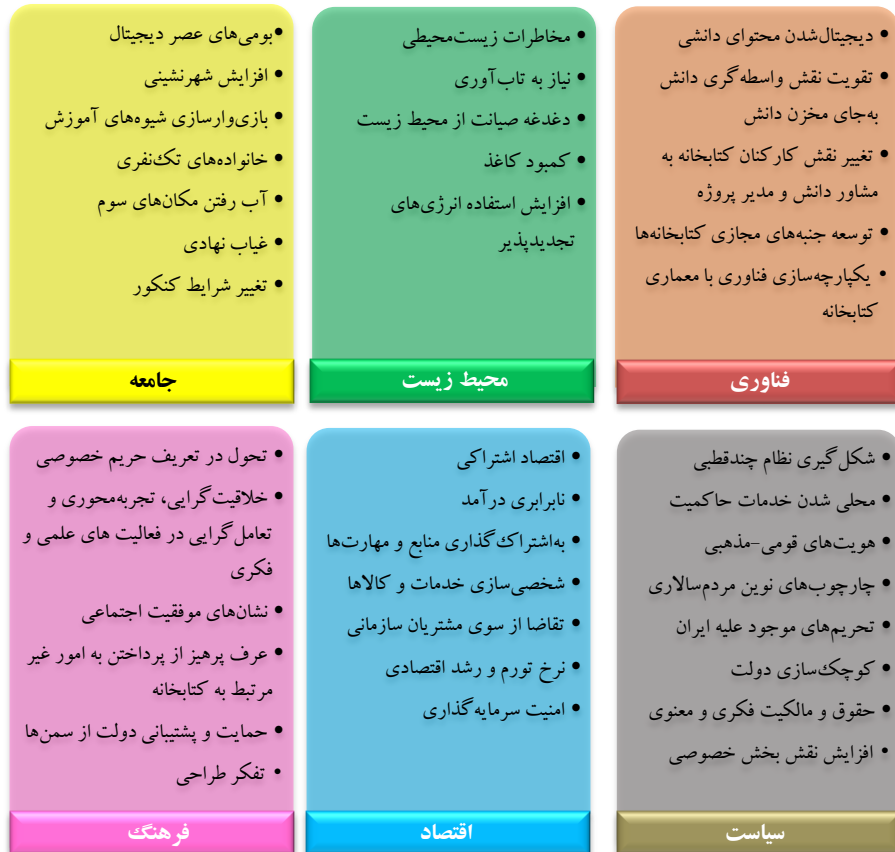 • دیجیتال‌شدن محتوای دانشی
• تقویت نقش واسطه‌گری دانش
به‌جای مخزن دانش
• تغییر نقش کارکنان کتابخانه به
مشاور دانش و مدیر پروژه
• توسعه جنبه‌های مجازی کتابخانه‌ها
• یکپارچه‌سازی فناوری با معماری
کتابخانه
فناوری
• مخاطرات زیست‌محیطی
• نیاز به تاب‌آوری
• دغدغه صیانت از محیط زیست
• کمبود کاغذ
• افزایش استفاده انرژی‌های
تجدیدپذیر
محیط زیست
•بومی‌های عصر دیجیتال
• افزایش شهرنشینی
• بازی‌وارسازی شیوه‌های آموزش
• خانواده‌های تک‌نفری
• آب رفتن مکان‌های سوم
• غیاب نهادی
• تغییر شرایط کنکور
جامعه
• شکل‌گیری نظام چندقطبی
• محلی شدن خدمات حاکمیت
• هویت‌های قومی-مذهبی
• چارچوب‌های نوین مردم‌سالاری
• تحریم‌های موجود علیه ایران
• کوچک‌سازی دولت
• حقوق و مالکیت فکری و معنوی
• افزایش نقش بخش خصوصی
سیاست
• اقتصاد اشتراکی
• نابرابری درآمد
• به‌اشتراک‌گذاری منابع و مهارت‌ها
• شخصی‌سازی خدمات و کالاها
• تقاضا از سوی مشتریان سازمانی
• نرخ تورم و رشد اقتصادی
• امنیت سرمایه‌گذاری
اقتصاد
• تحول در تعریف حریم خصوصی
• خلاقیت‌گرایی، تجربه‌محوری و
تعامل‌گرایی در فعالیت های علمی و
فکری
• نشان‌های موفقیت اجتماعی
• عرف پرهیز از پرداختن به امور غیر
مرتبط به کتابخانه
• حمایت و پشتیبانی دولت از سمن‌ها
• تفکر طراحی
فرهنگ